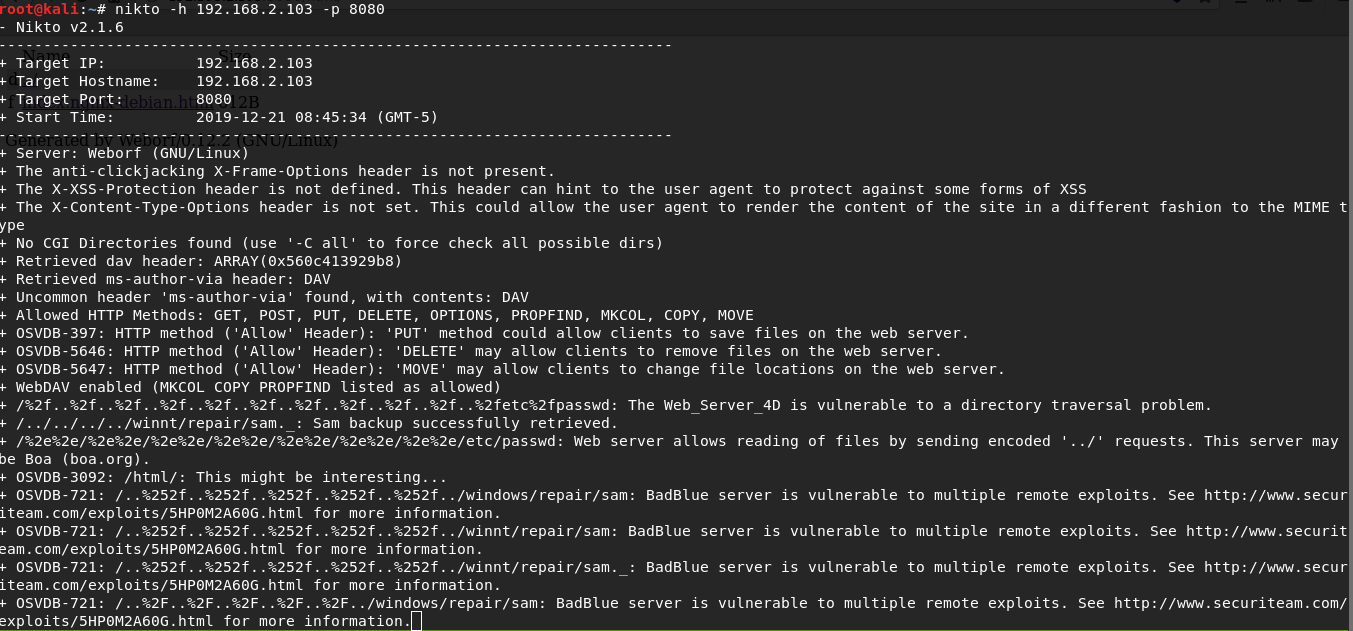 root@kali:~# nikto -h 192.168.2.103 -p 8080
- Nikto v2.1.6
---------------------------------------------------------------------------
Name Size
+ Target IP:          192.168.2.103
+ Target Hostname:    192.168.2.103
+ Target Port:        8080
debian.html 612B
+ Start Time:         2019-12-21 08:45:34 (GMT-5)
---------------------------------------------------------------------------
Generated by Weborf/0.12.2 (GNU/Linux)
+ Server: Weborf (GNU/Linux)
+ The anti-clickjacking X-Frame-Options header is not present.
+ The X-XSS-Protection header is not defined. This header can hint to the user agent to protect against some forms of XSS
+ The X-Content-Type-Options header is not set. This could allow the user agent to render the content of the site in a different fashion to the MIME t
ype
+ No CGI Directories found (use '-C all' to force check all possible dirs)
+ Retrieved dav header: ARRAY(0x560c413929b8)
+ Retrieved ms-author-via header: DAV
+ Uncommon header 'ms-author-via' found, with contents: DAV
+ Allowed HTTP Methods: GET, POST, PUT, DELETE, OPTIONS, PROPFIND, MKCOL, COPY, MOVE
+ OSVDB-397: HTTP method ('Allow' Header): 'PUT' method could allow clients to save files on the web server.
+ OSVDB-5646: HTTP method ('Allow' Header): 'DELETE' may allow clients to remove files on the web server.
+ OSVDB-5647: HTTP method ('Allow' Header): 'MOVE' may allow clients to change file locations on the web server.
+ WebDAV enabled (MKCOL COPY PROPFIND listed as allowed)
+ /%2f..%2f..%2f..%2f..%2f..%2f..%2f..%2f..%2f..%2fetc%2fpasswd: The Web_Server_4D is vulnerable to a directory traversal problem.
+ /../../../../winnt/repair/sam._: Sam backup successfully retrieved.
+ /%2e%2e/%2e%2e/%2e%2e/%2e%2e/%2e%2e/%2e%2e/%2e%2e/etc/passwd: Web server allows reading of files by sending encoded '../' requests. This server may
be Boa (boa.org).
+ OSVDB-3092: /html/: This might be interesting...
+ OSVDB-721: /..%252f..%252f..%252f..%252f..%252f../windows/repair/sam: BadBlue server is vulnerable to multiple remote exploits. See http://www.secur
iteam.com/exploits/5HP0M2A60G.html for more information.
+ OSVDB-721: /..%252f..%252f..%252f..%252f..%252f../winnt/repair/sam: BadBlue server is vulnerable to multiple remote exploits. See http://www.securit
eam.com/exploits/5HP0M2A60G.html for more information.
+ OSVDB-721: /..%252f..%252f..%252f..%252f..%252f../winnt/repair/sam._: BadBlue server is vulnerable to multiple remote exploits. See http://www.secur
iteam.com/exploits/5HP0M2A60G.html for more information.
+ OSVDB-721: /..%2F..%2F..%2F..%2F..%2F../windows/repair/sam: BadBlue server is vulnerable to multiple remote exploits. See http://www.securiteam.com/
exploits/5HP0M2A60G.html for more information.